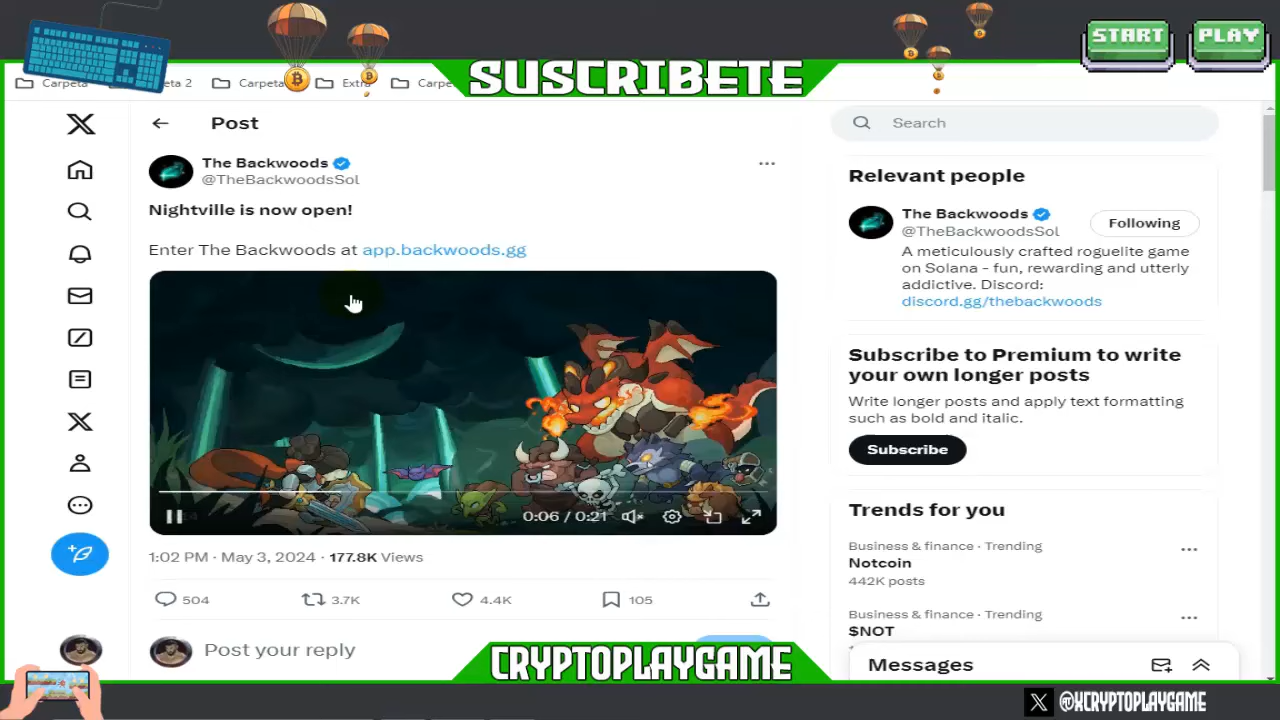 START
PLAY
SUSCRIBETE
Carpeta
ta 2
Carpeta
Extra
Carpe
Post
Search
The Backwoods
@TheBackwoodsSol
Nightville is now open!
Enter The Backwoods at app.backwoods.gg
0:06 / 0:21
1:02 PM · May 3, 2024 · 177.8K Views
504
3.7K
4.4K
105
Post your reply
Relevant people
The Backwoods
@TheBackwoodsSol
Following
A meticulously crafted roguelite game
on Solana - fun, rewarding and utterly
addictive. Discord:
discord.gg/thebackwoods
Subscribe to Premium to write
your own longer posts
Write longer posts and apply text formatting
such as bold and italic.
Subscribe
Trends for you
Business & finance · Trending
Notcoin
442K posts
Business & finance · Trending
$NOT
Messages
CRYPTOPLAYGAME
@XCRYPTOPLAYGAME